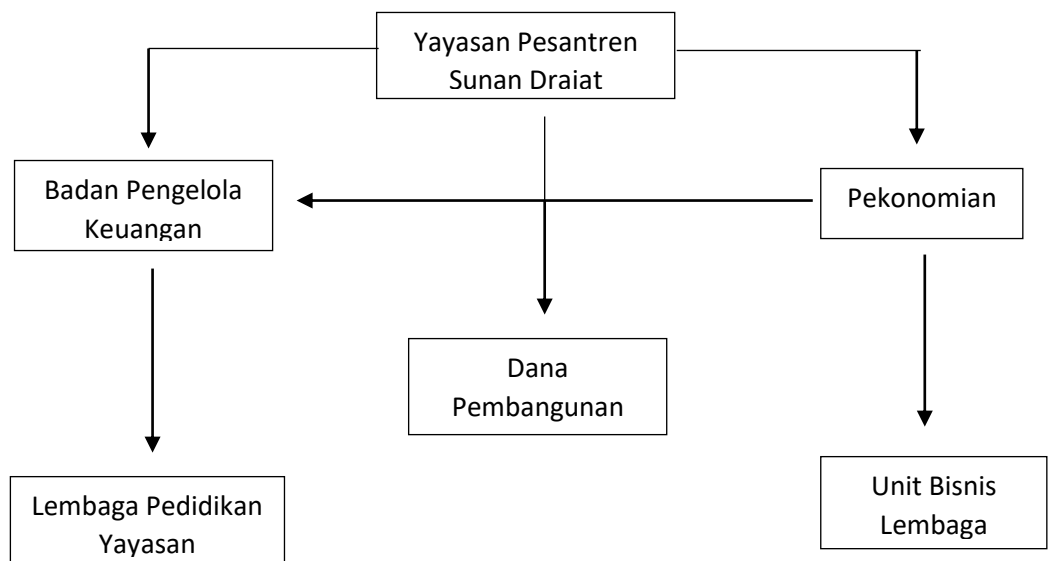 Yayasan Pesantren
Sunan Draiat
Badan Pengelola
Keuangan
Pekonomian
Dana
Pembangunan
Lembaga Pedidikan
Yayasan
Unit Bisnis
Lembaga